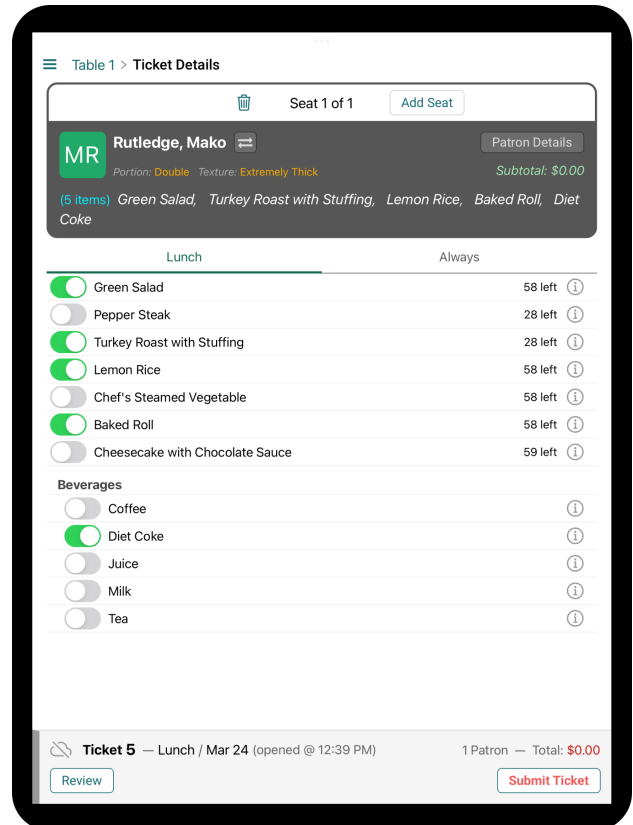 Table 1 > Ticket Details
Seat 1 of 1 Add Seat
MR Rutledge, Mako Patron Details
Portion: Double Texture: Extremely Thick Subtotal: $0.00
(5 items) Green Salad, Turkey Roast with Stuffing, Lemon Rice, Baked Roll, Diet
Coke
Lunch Always
Green Salad 58 left
Pepper Steak 28 left
Turkey Roast with Stuffing 28 left
Lemon Rice 58 left
Chef's Steamed Vegetable 58 left
Baked Roll 58 left
Cheesecake with Chocolate Sauce 59 left
Beverages
Coffee
Diet Coke
Juice
Milk
Tea
Ticket 5 — Lunch / Mar 24 (opened @ 12:39 PM) 1 Patron — Total: $0.00
Review Submit Ticket